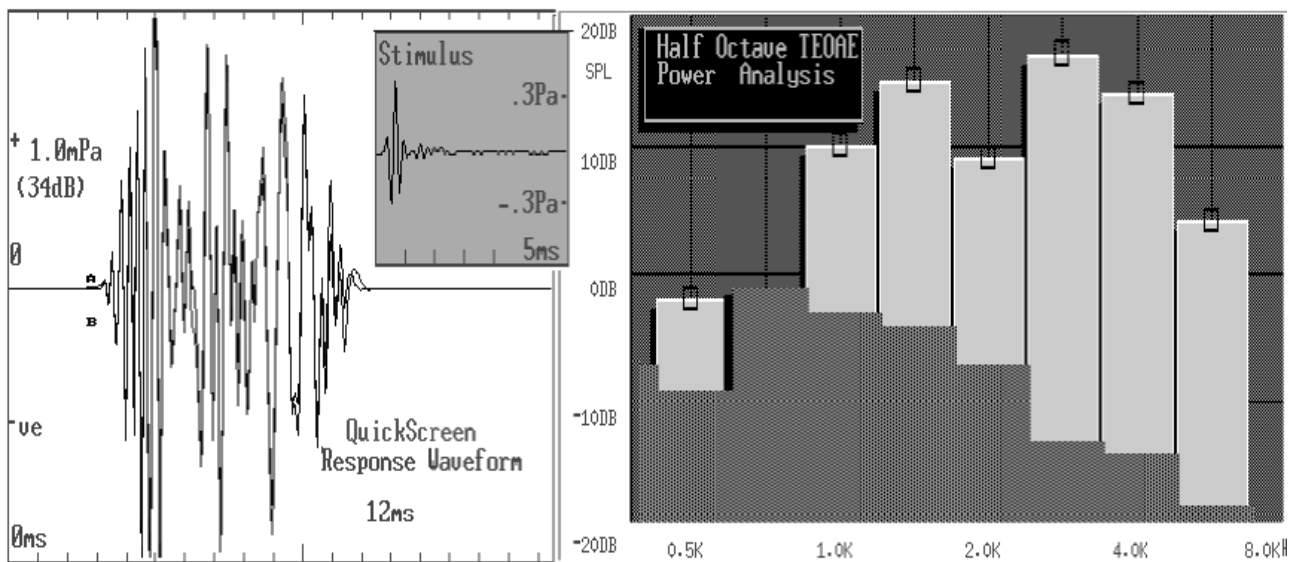 + 1.0mPa
(34dB)
0
A
B
-ve
0ms
QuickScreen
Response Waveform
12ms
Stimulus
.3Pa
-.3Pa
5ms
20DB
SPL
10DB
0DB
-10DB
-20DB
Half Octave TEOAE
Power Analysis
0.5K 1.0K 2.0K 4.0K 8.0KH